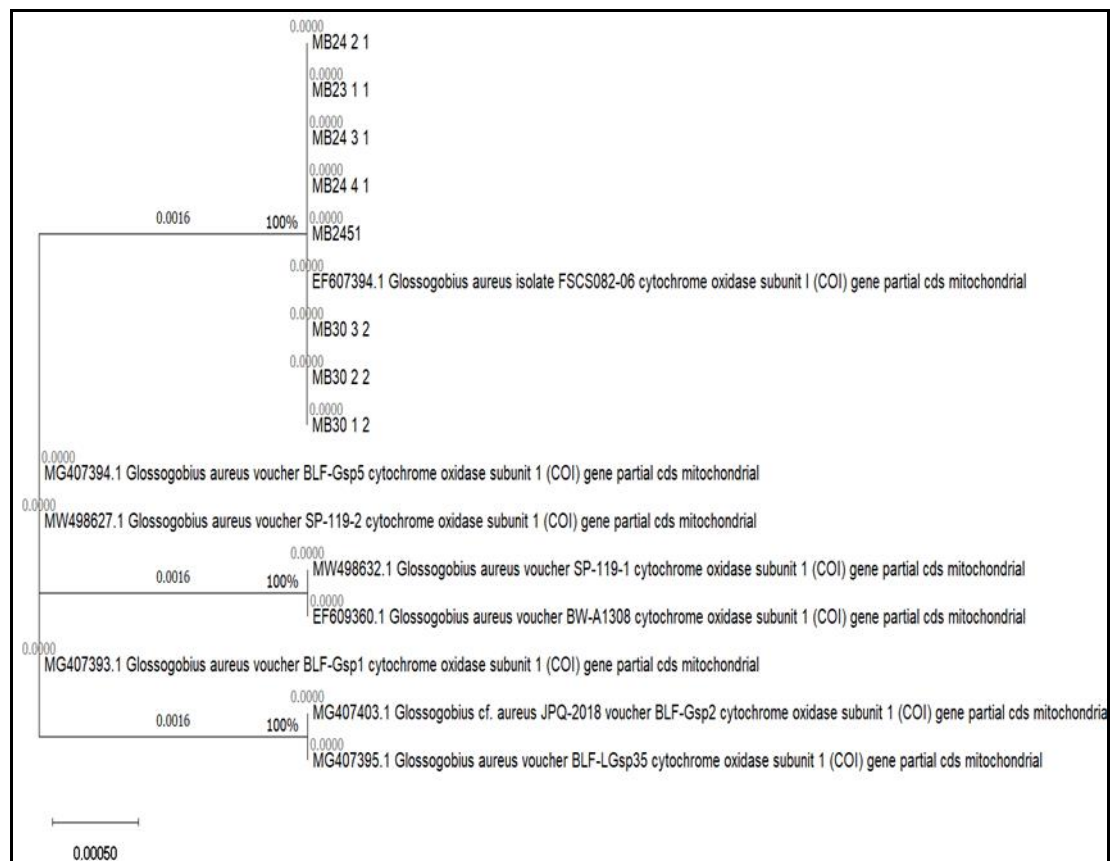 0.0000
MB24 2 1
0.0000
MB23 1 1
0.0000
MB24 3 1
0.0000
MB24 4 1
0.0016
100%
0.0000
MB2451
0.0000
EF607394.1 Glossogobius aureus isolate FSCS082-06 cytochrome oxidase subunit I (COI) gene partial cds mitochondrial
0.0000
MB30 3 2
0.0000
MB30 2 2
0.0000
MB30 1 2
0.0000
MG407394.1 Glossogobius aureus voucher BLF-Gsp5 cytochrome oxidase subunit 1 (COI) gene partial cds mitochondrial
0.0000
MW498627.1 Glossogobius aureus voucher SP-119-2 cytochrome oxidase subunit 1 (COI) gene partial cds mitochondrial
0.0000
MW498632.1 Glossogobius aureus voucher SP-119-1 cytochrome oxidase subunit 1 (COI) gene partial cds mitochondrial
0.0016
100%
0.0000
EF609360.1 Glossogobius aureus voucher BW-A1308 cytochrome oxidase subunit 1 (COI) gene partial cds mitochondrial
0.0000
MG407393.1 Glossogobius aureus voucher BLF-Gsp1 cytochrome oxidase subunit 1 (COI) gene partial cds mitochondrial
0.0000
MG407403.1 Glossogobius cf. aureus JPQ-2018 voucher BLF-Gsp2 cytochrome oxidase subunit 1 (COI) gene partial cds mitochondria
0.0016
100%
0.0000
MG407395.1 Glossogobius aureus voucher BLF-LGsp35 cytochrome oxidase subunit 1 (COI) gene partial cds mitochondrial
0.00050